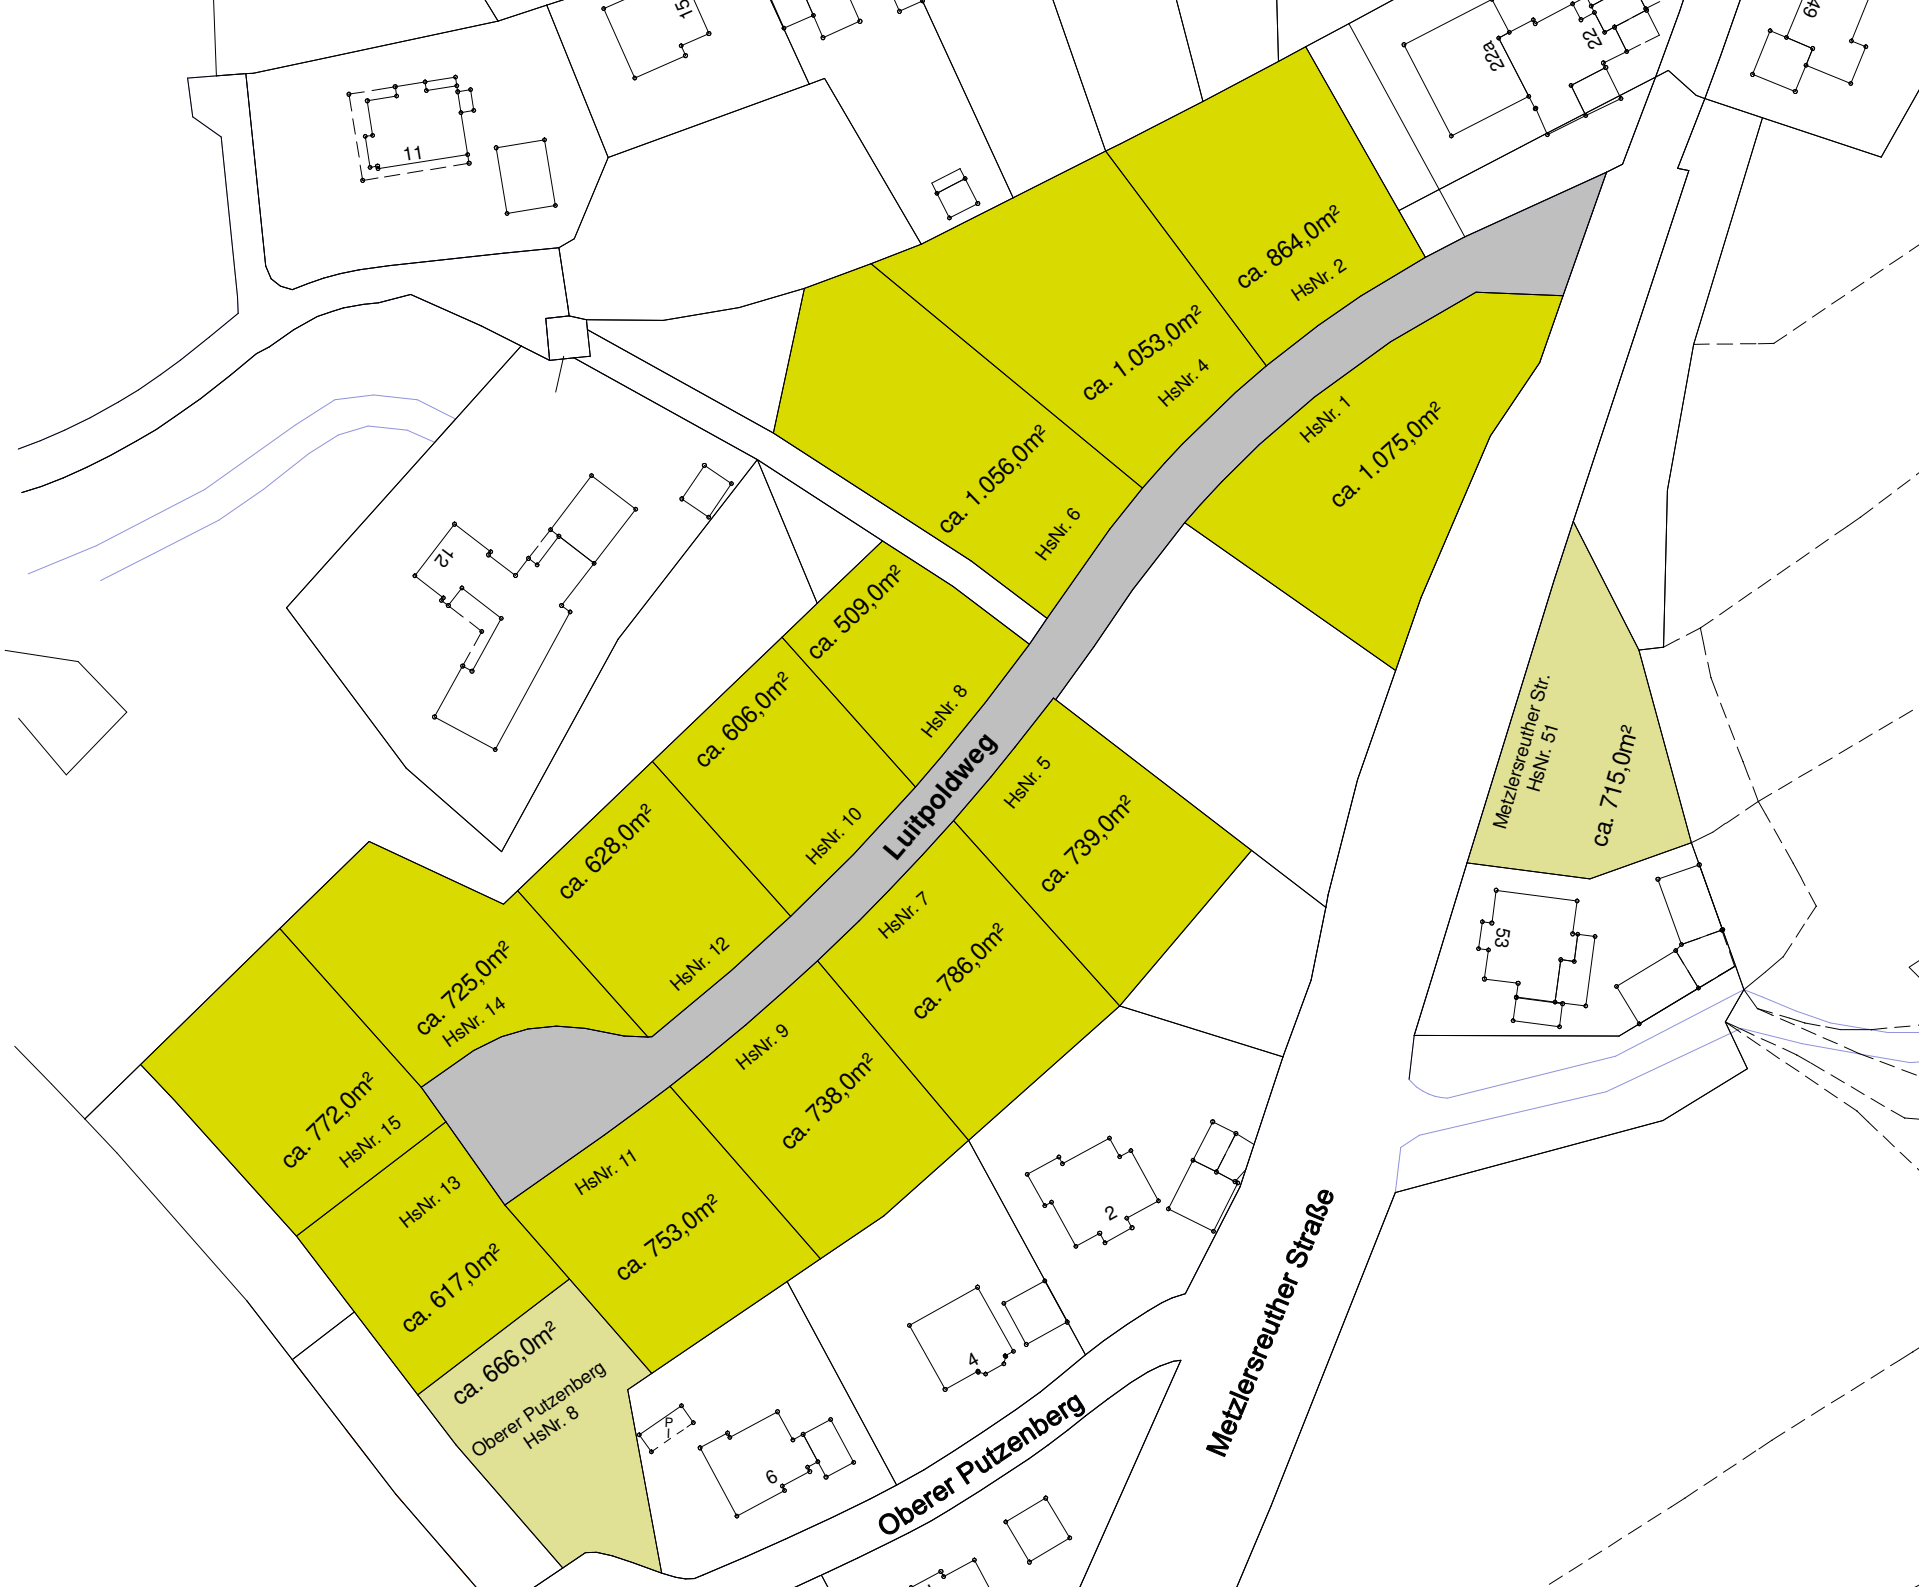 15
22a
22
49
11
ca. 864,0m²
HsNr. 2
ca. 1.053,0m²
HsNr. 4
HsNr. 1
ca. 1.075,0m²
ca. 1.056,0m²
HsNr. 6
12
ca. 509,0m²
HsNr. 8
ca. 606,0m²
HsNr. 10
Luitpoldweg
HsNr. 5
ca. 739,0m²
Metzlersreuther Str.
HsNr. 51
ca. 715,0m²
ca. 628,0m²
HsNr. 12
HsNr. 7
ca. 786,0m²
53
ca. 725,0m²
HsNr. 14
HsNr. 9
ca. 738,0m²
ca. 772,0m²
HsNr. 15
HsNr. 13
ca. 617,0m²
HsNr. 11
ca. 753,0m²
2
4
6
ca. 666,0m²
Oberer Putzenberg
HsNr. 8
Oberer Putzenberg
Metzlersreuther Straße